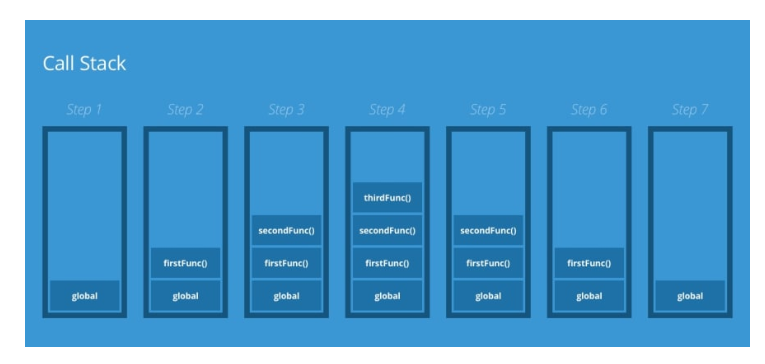 Call Stack
Step 1 Step 2 Step 3 Step 4 Step 5 Step 6 Step 7
thirdFunc()
secondFunc() secondFunc() secondFunc()
firstFunc() firstFunc() firstFunc() firstFunc() firstFunc()
global global global global global global global